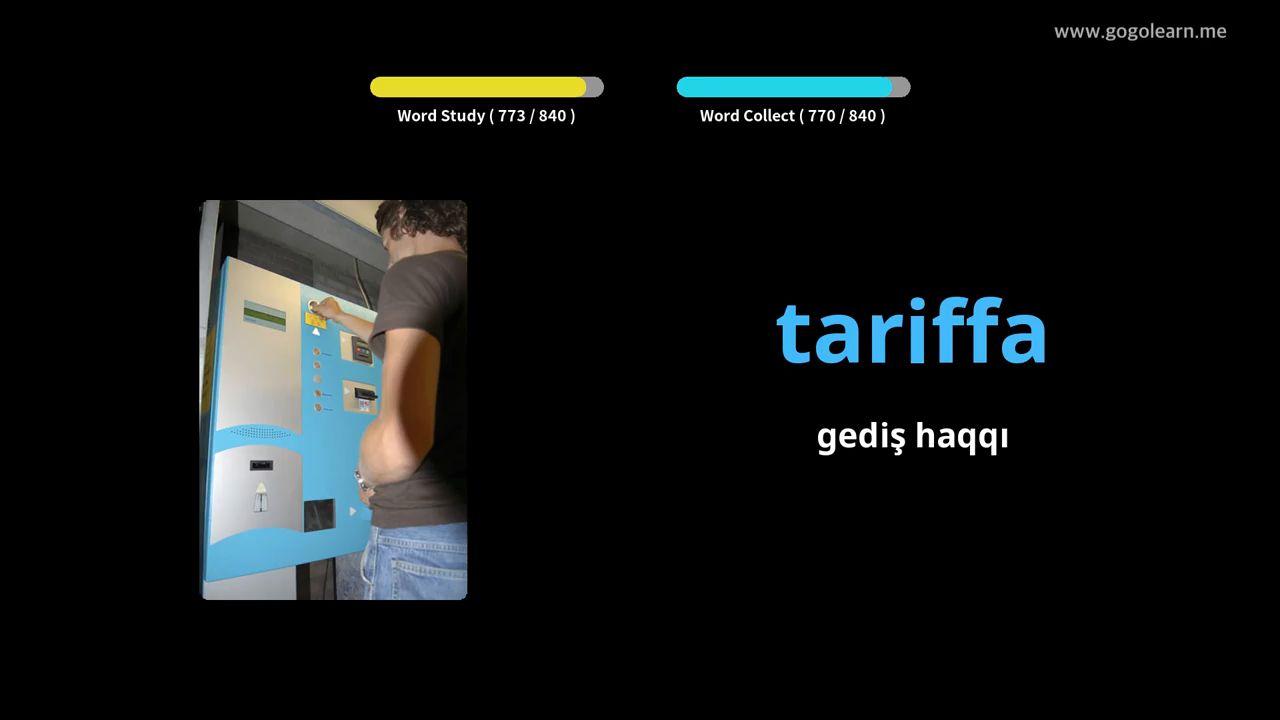 www.gogolearn.me
Word Study ( 773 / 840 )
Word Collect ( 770 / 840 )
tariffa
gediş haqqı